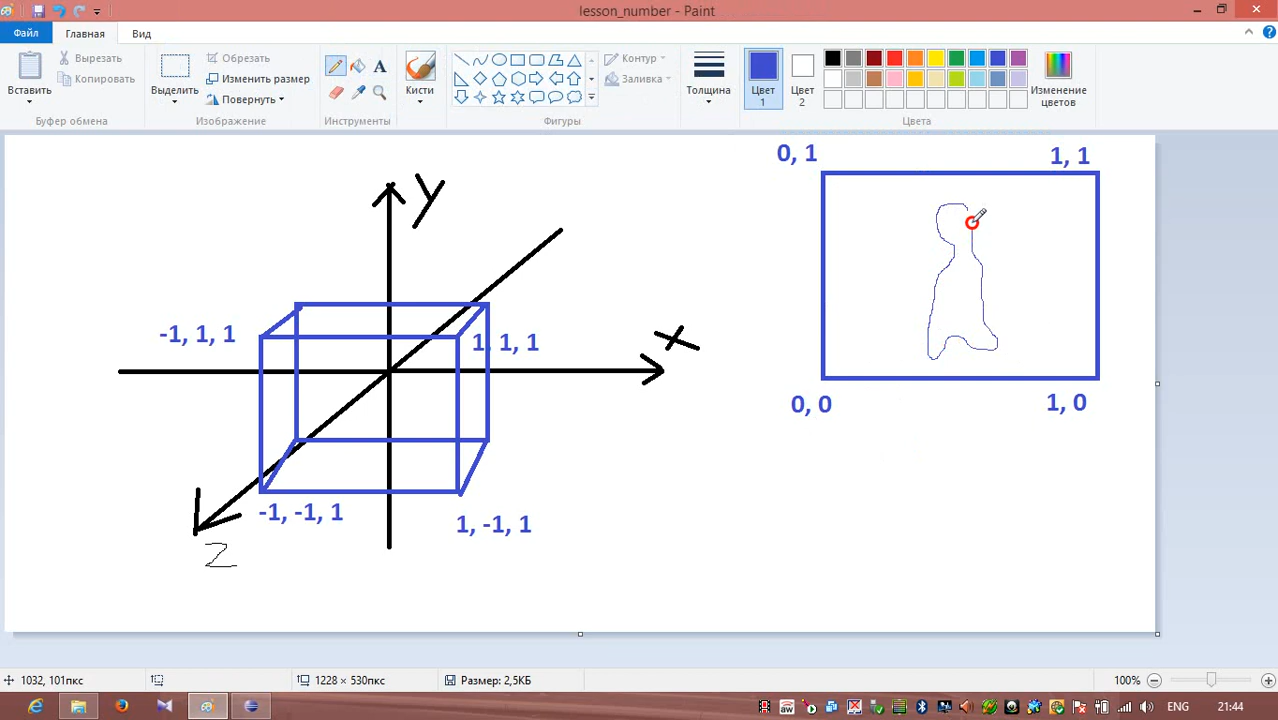 lesson_number - Paint
Файл
Главная
Вид
Вставить
Вырезать
Копировать
Буфер обмена
Выделить
Обрезать
Изменить размер
Повернуть
Изображение
A
Инструменты
Кисти
Контур
Заливка
Фигуры
Толщина
Цвет 1
Цвет 2
Изменение цветов
Цвета
y
x
z
-1, 1, 1
1, 1, 1
-1, -1, 1
1, -1, 1
0, 1
1, 1
0, 0
1, 0
1032, 101пкс
1228 × 530пкс
Размер: 2,5КБ
100%
aw
ENG
21:44